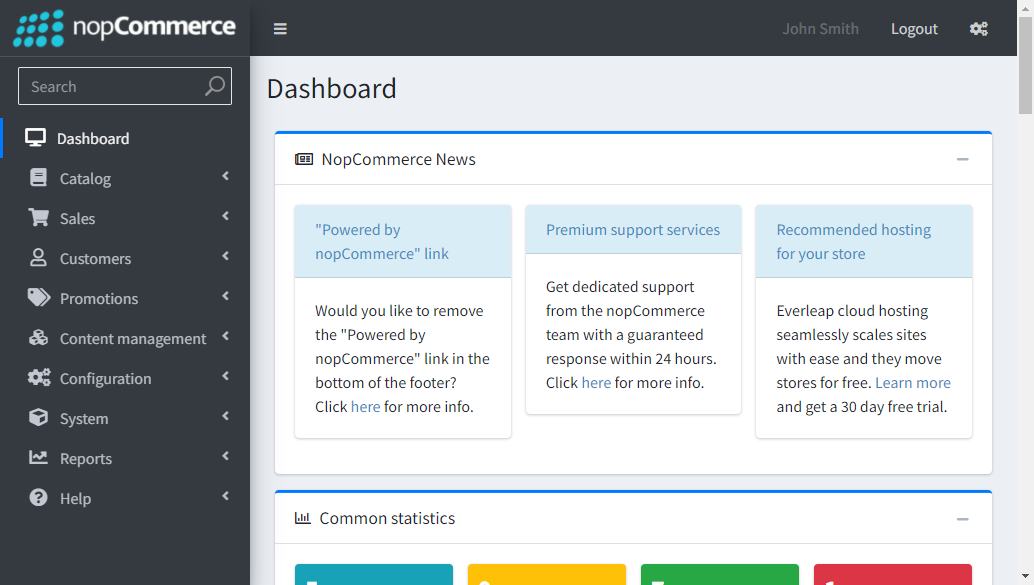 nopCommerce
John Smith
Logout
Search
Dashboard
Catalog
Sales
Customers
Promotions
Content management
Configuration
System
Reports
Help
Dashboard
NopCommerce News
"Powered by
nopCommerce" link
Would you like to remove
the "Powered by
nopCommerce" link in the
bottom of the footer?
Click here for more info.
Premium support services
Get dedicated support
from the nopCommerce
team with a guaranteed
response within 24 hours.
Click here for more info.
Recommended hosting
for your store
Everleap cloud hosting
seamlessly scales sites
with ease and they move
stores for free. Learn more
and get a 30 day free trial.
Common statistics